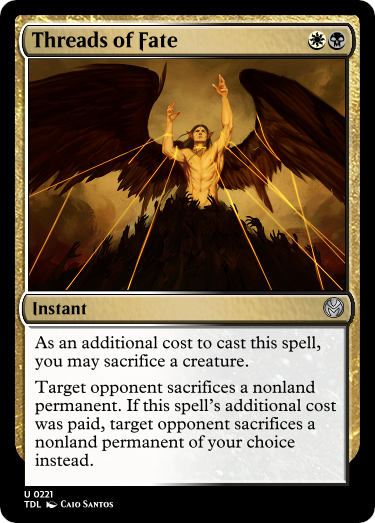 Threads of Fate
Instant
As an additional cost to cast this spell,
you may sacrifice a creature.
Target opponent sacrifices a nonland
permanent. If this spell's additional cost
was paid, target opponent sacrifices a
nonland permanent of your choice
instead.
U 0221
TDL Caio Santos